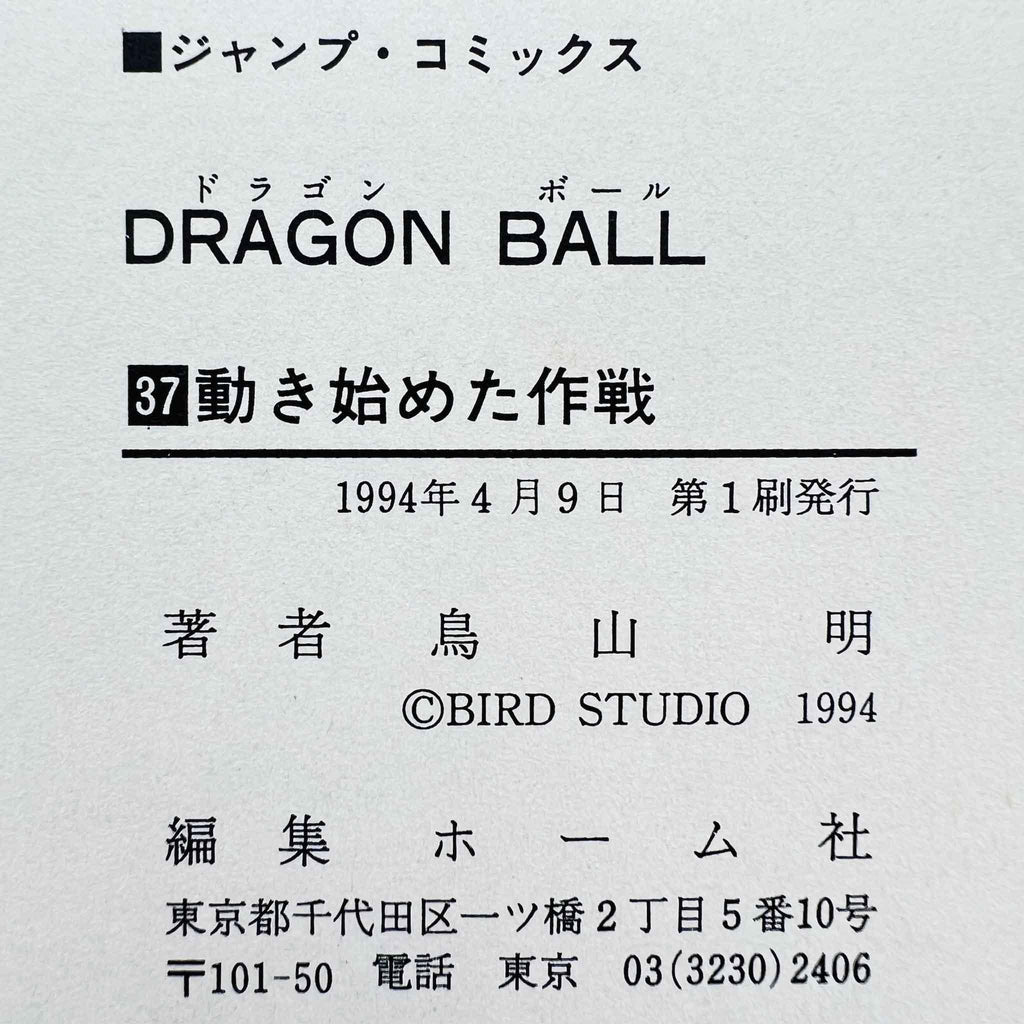 ■ジャンプ・コミックス
ドラゴン ボール
DRAGON BALL
37動き始めた作戦
1994年4月9日 第1刷発行
著者 鳥山明
©BIRD STUDIO 1994
編集 ホーム社
東京都千代田区一ツ橋2丁目5番10号
〒101-50 電話 東京 03(3230)2406